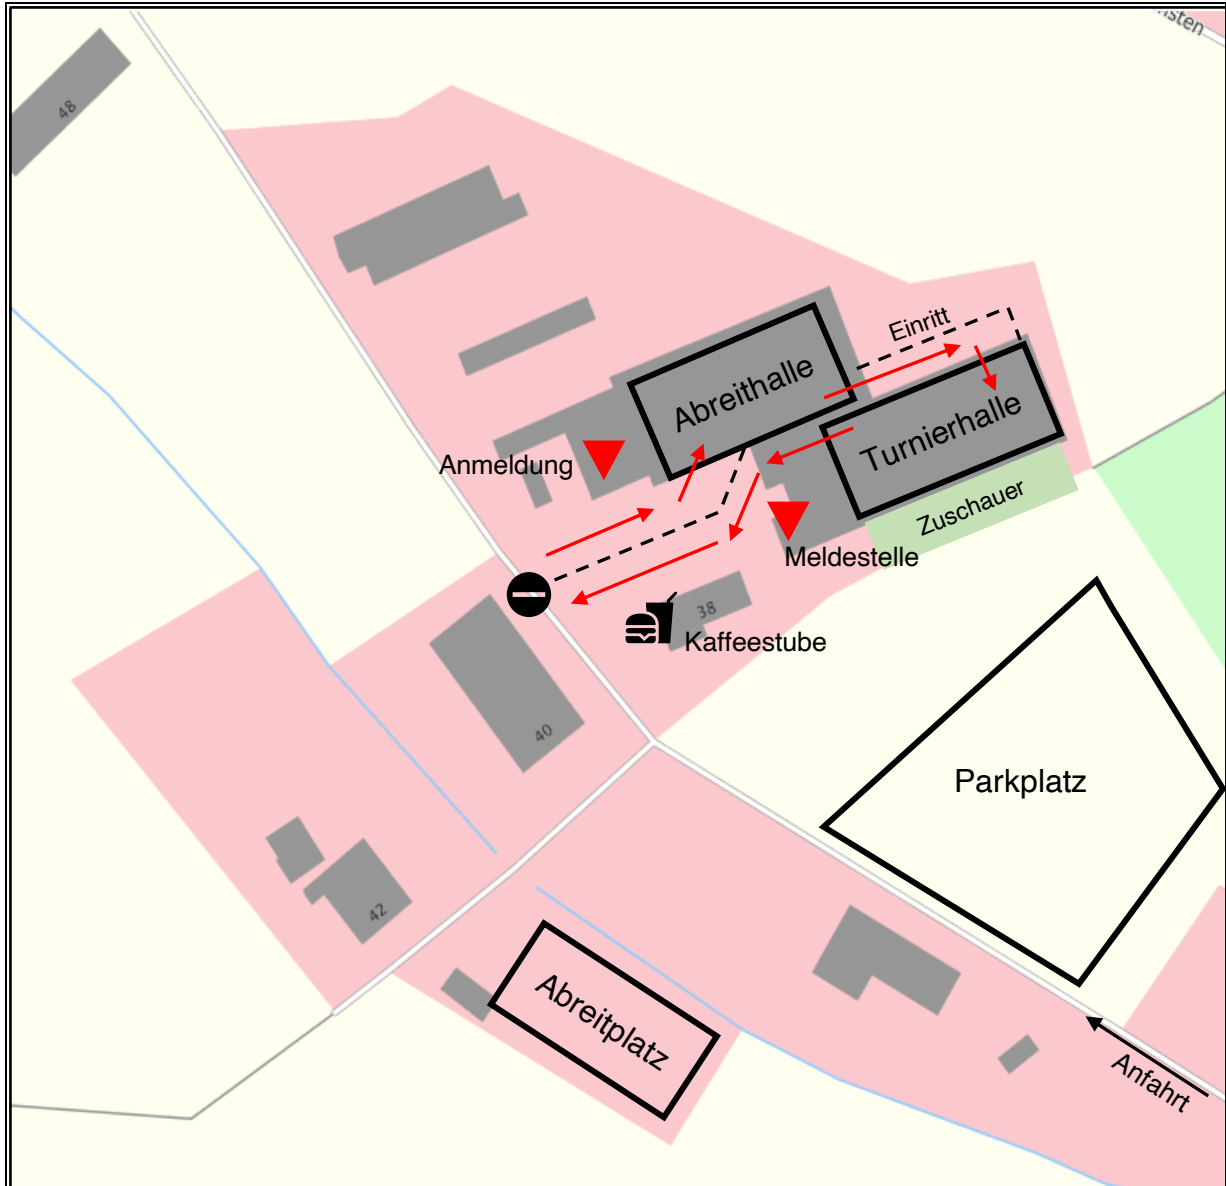 48
Einritt
Abreithalle
Turnierhalle
Anmeldung
Zuschauer
Meldestelle
38
Kaffeestube
40
Parkplatz
42
Abreitplatz
Anfahrt